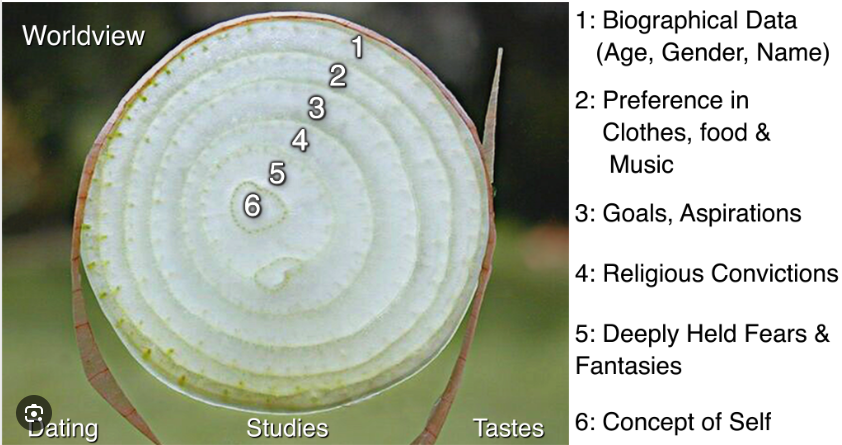 Worldview
1
2
3
4
5
6
Dating
Studies
Tastes
1: Biographical Data
(Age, Gender, Name)
2: Preference in
Clothes, food &
Music
3: Goals, Aspirations
4: Religious Convictions
5: Deeply Held Fears &
Fantasies
6: Concept of Self